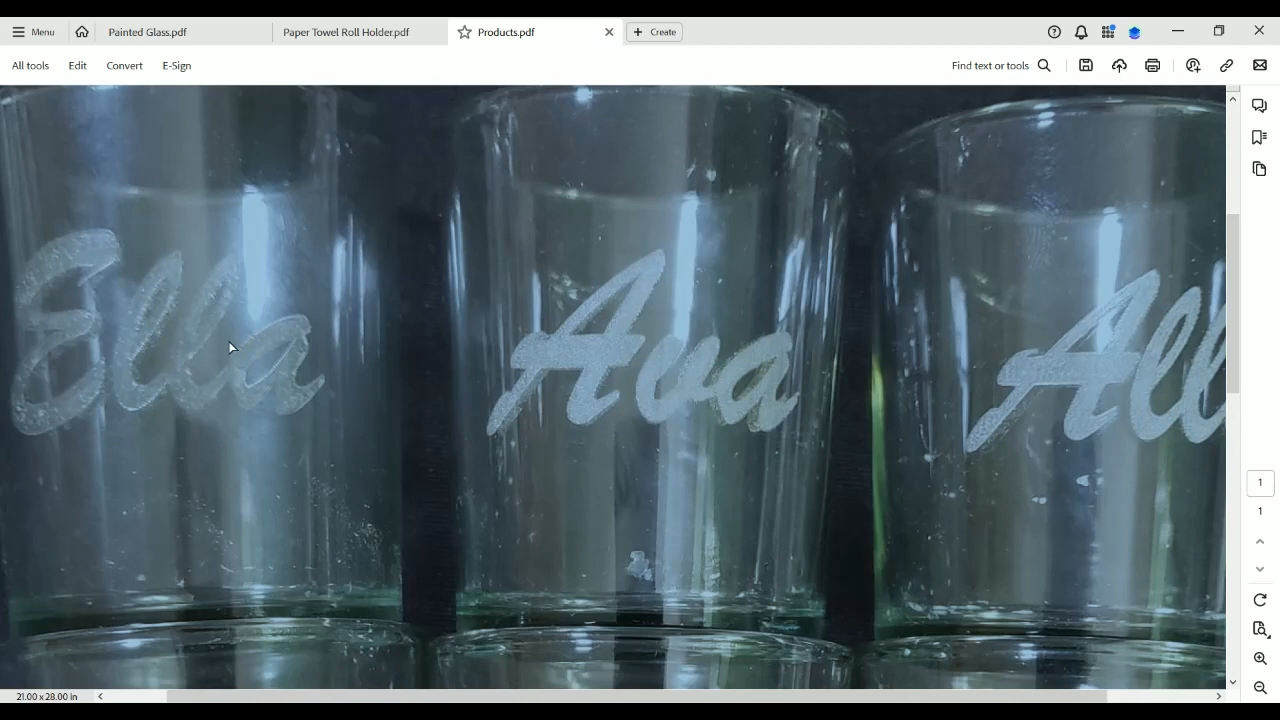 Menu Painted Glass.pdf Paper Towel Roll Holder.pdf Products.pdf Create
All tools Edit Convert E-Sign Find text or tools
Ella Ava All
1
1
21.00 x 28.00 in